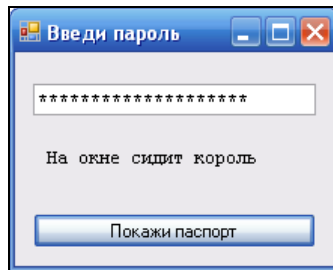 Введи пароль
********************
На окне сидит король
Покажи паспорт